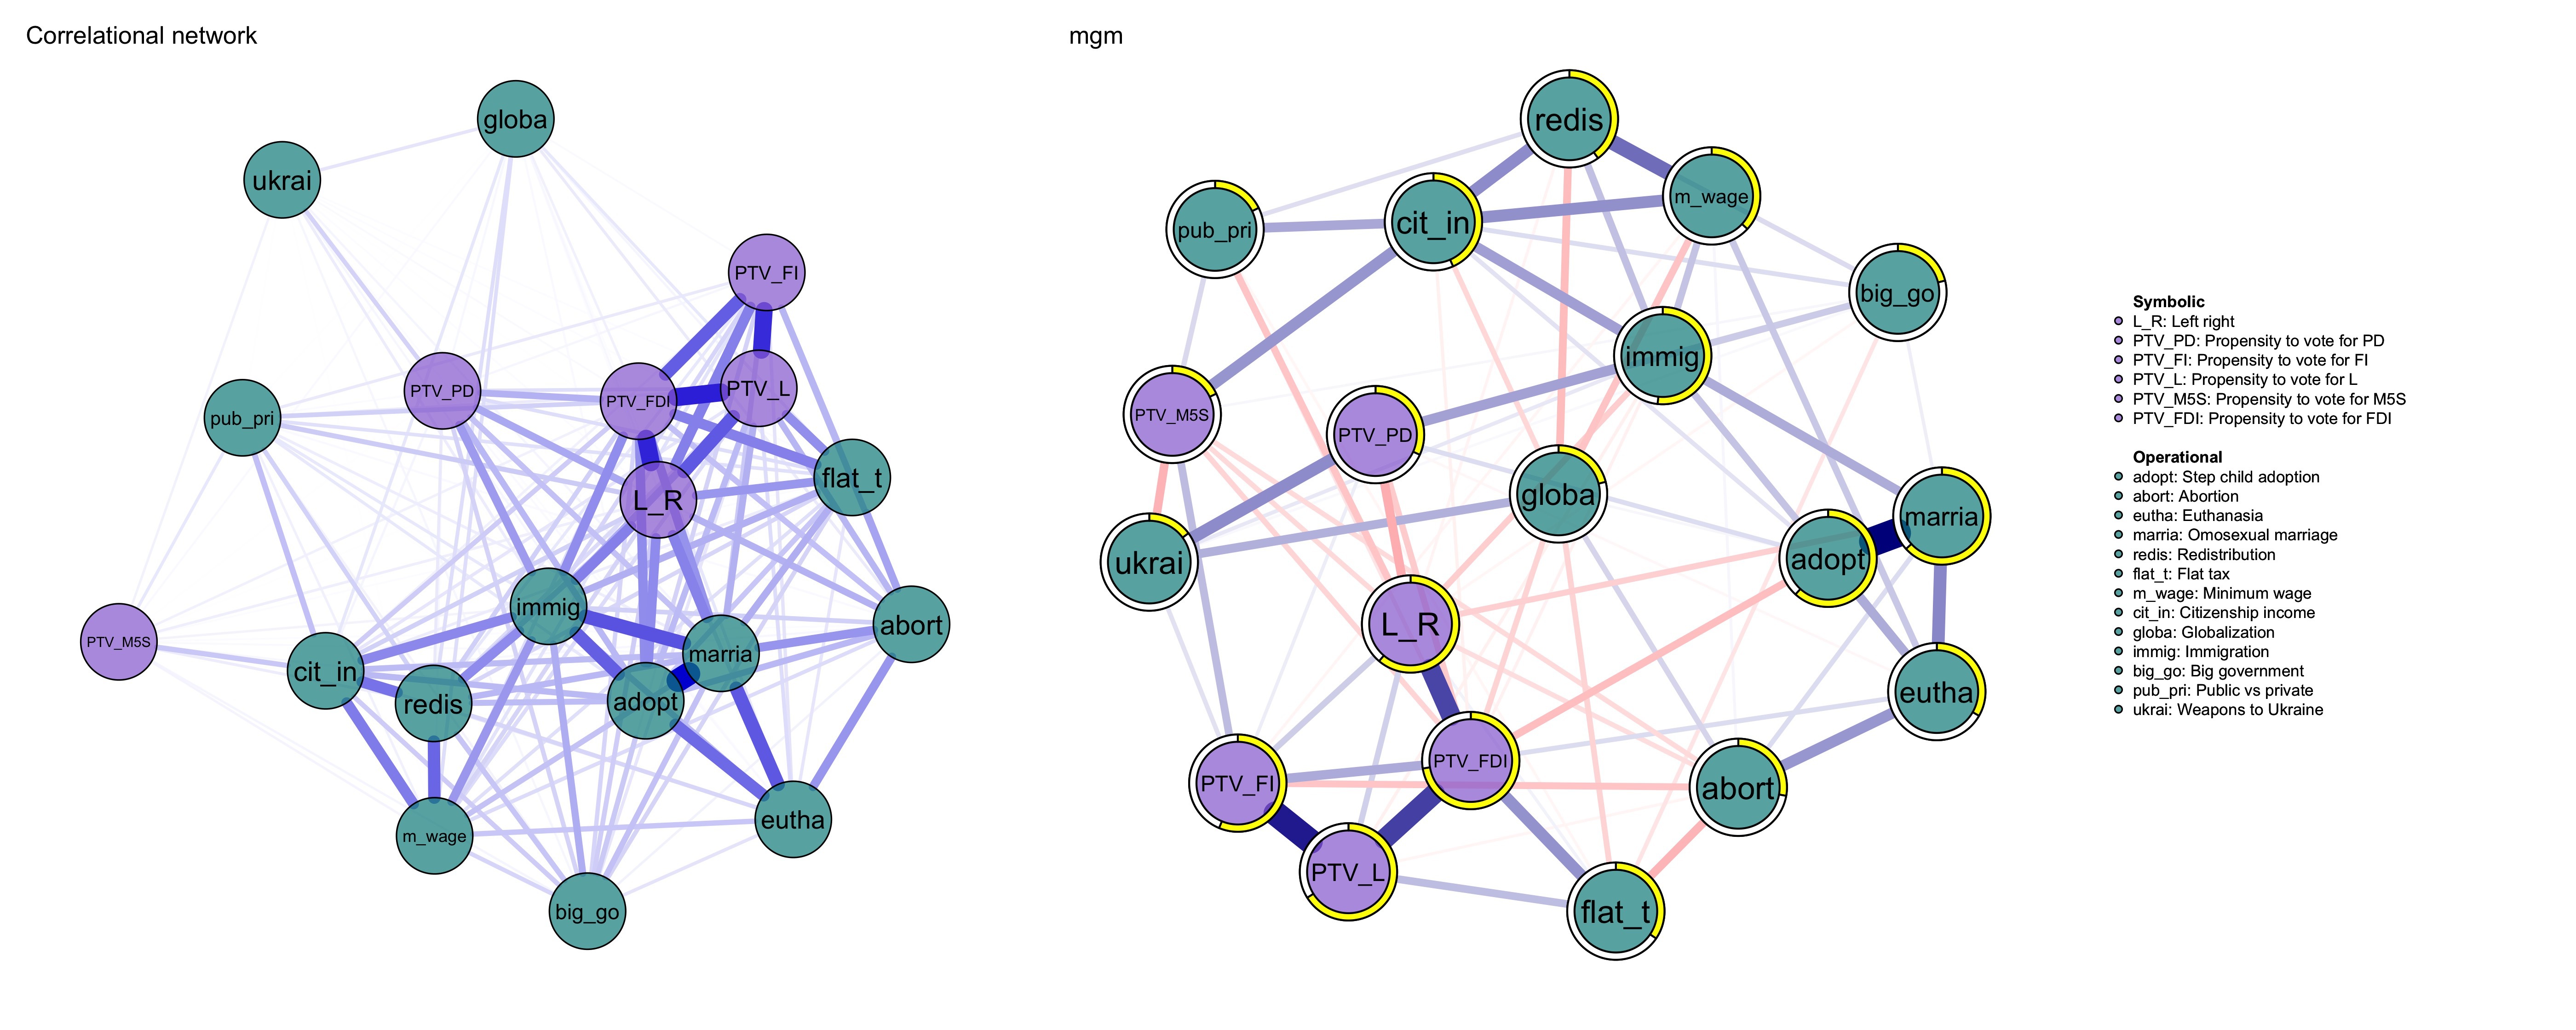 Correlational network
globa
ukrai
PTV_FI
PTV_PD
PTV_FDI
PTV_L
pub_pri
flat_t
L_R
immig
abort
PTV_M5S
marria
cit_in
redis
adopt
m_wage
eutha
big_go
mgm
redis
m_wage
pub_pri
cit_in
big_go
immig
PTV_M5S
PTV_PD
globa
marria
ukrai
adopt
L_R
eutha
PTV_FDI
PTV_FI
abort
PTV_L
flat_t
Symbolic
L_R: Left right
PTV_PD: Propensity to vote for PD
PTV_FI: Propensity to vote for FI
PTV_L: Propensity to vote for L
PTV_M5S: Propensity to vote for M5S
PTV_FDI: Propensity to vote for FDI
Operational
adopt: Step child adoption
abort: Abortion
eutha: Euthanasia
marria: Omosexual marriage
redis: Redistribution
flat_t: Flat tax
m_wage: Minimum wage
cit_in: Citizenship income
globa: Globalization
immig: Immigration
big_go: Big government
pub_pri: Public vs private
ukrai: Weapons to Ukraine